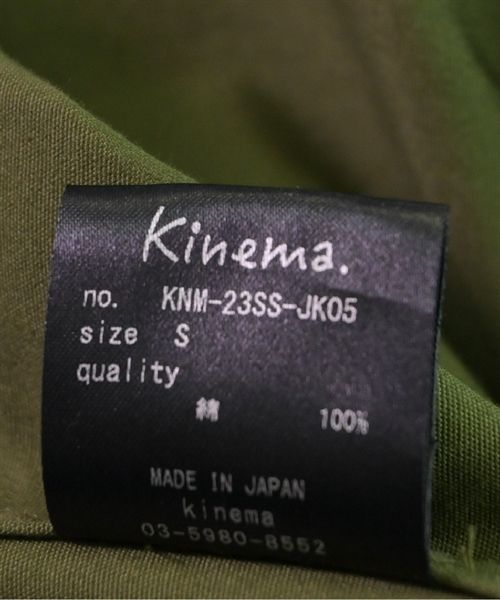 Kinema.
no. KNM-23SS-JK05
size S
quality
綿 100%
MADE IN JAPAN
kinema
03-5980-8552